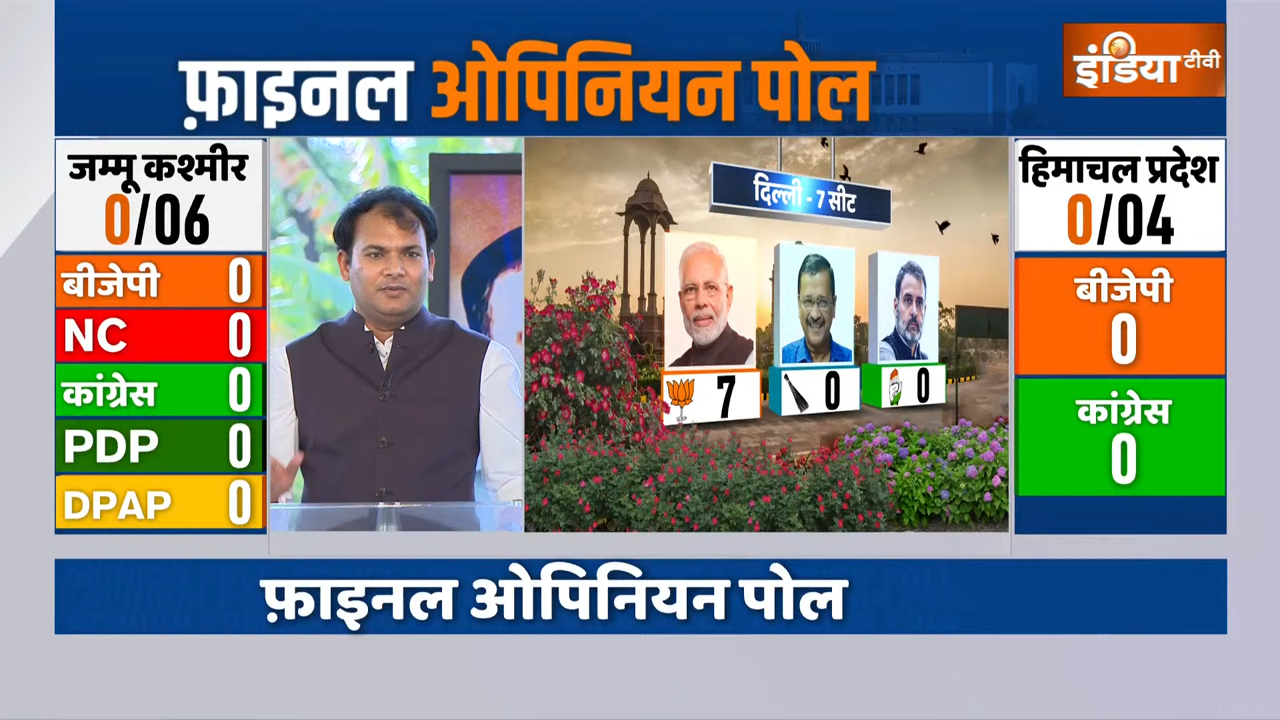 फ़ाइनल ओपिनियन पोल
इंडिया टीवी
जम्मू कश्मीर
0/06
बीजेपी 0
NC 0
कांग्रेस 0
PDP 0
DPAP 0
दिल्ली - 7 सीट
7
0
0
हिमाचल प्रदेश
0/04
बीजेपी
0
कांग्रेस
0
फ़ाइनल ओपिनियन पोल